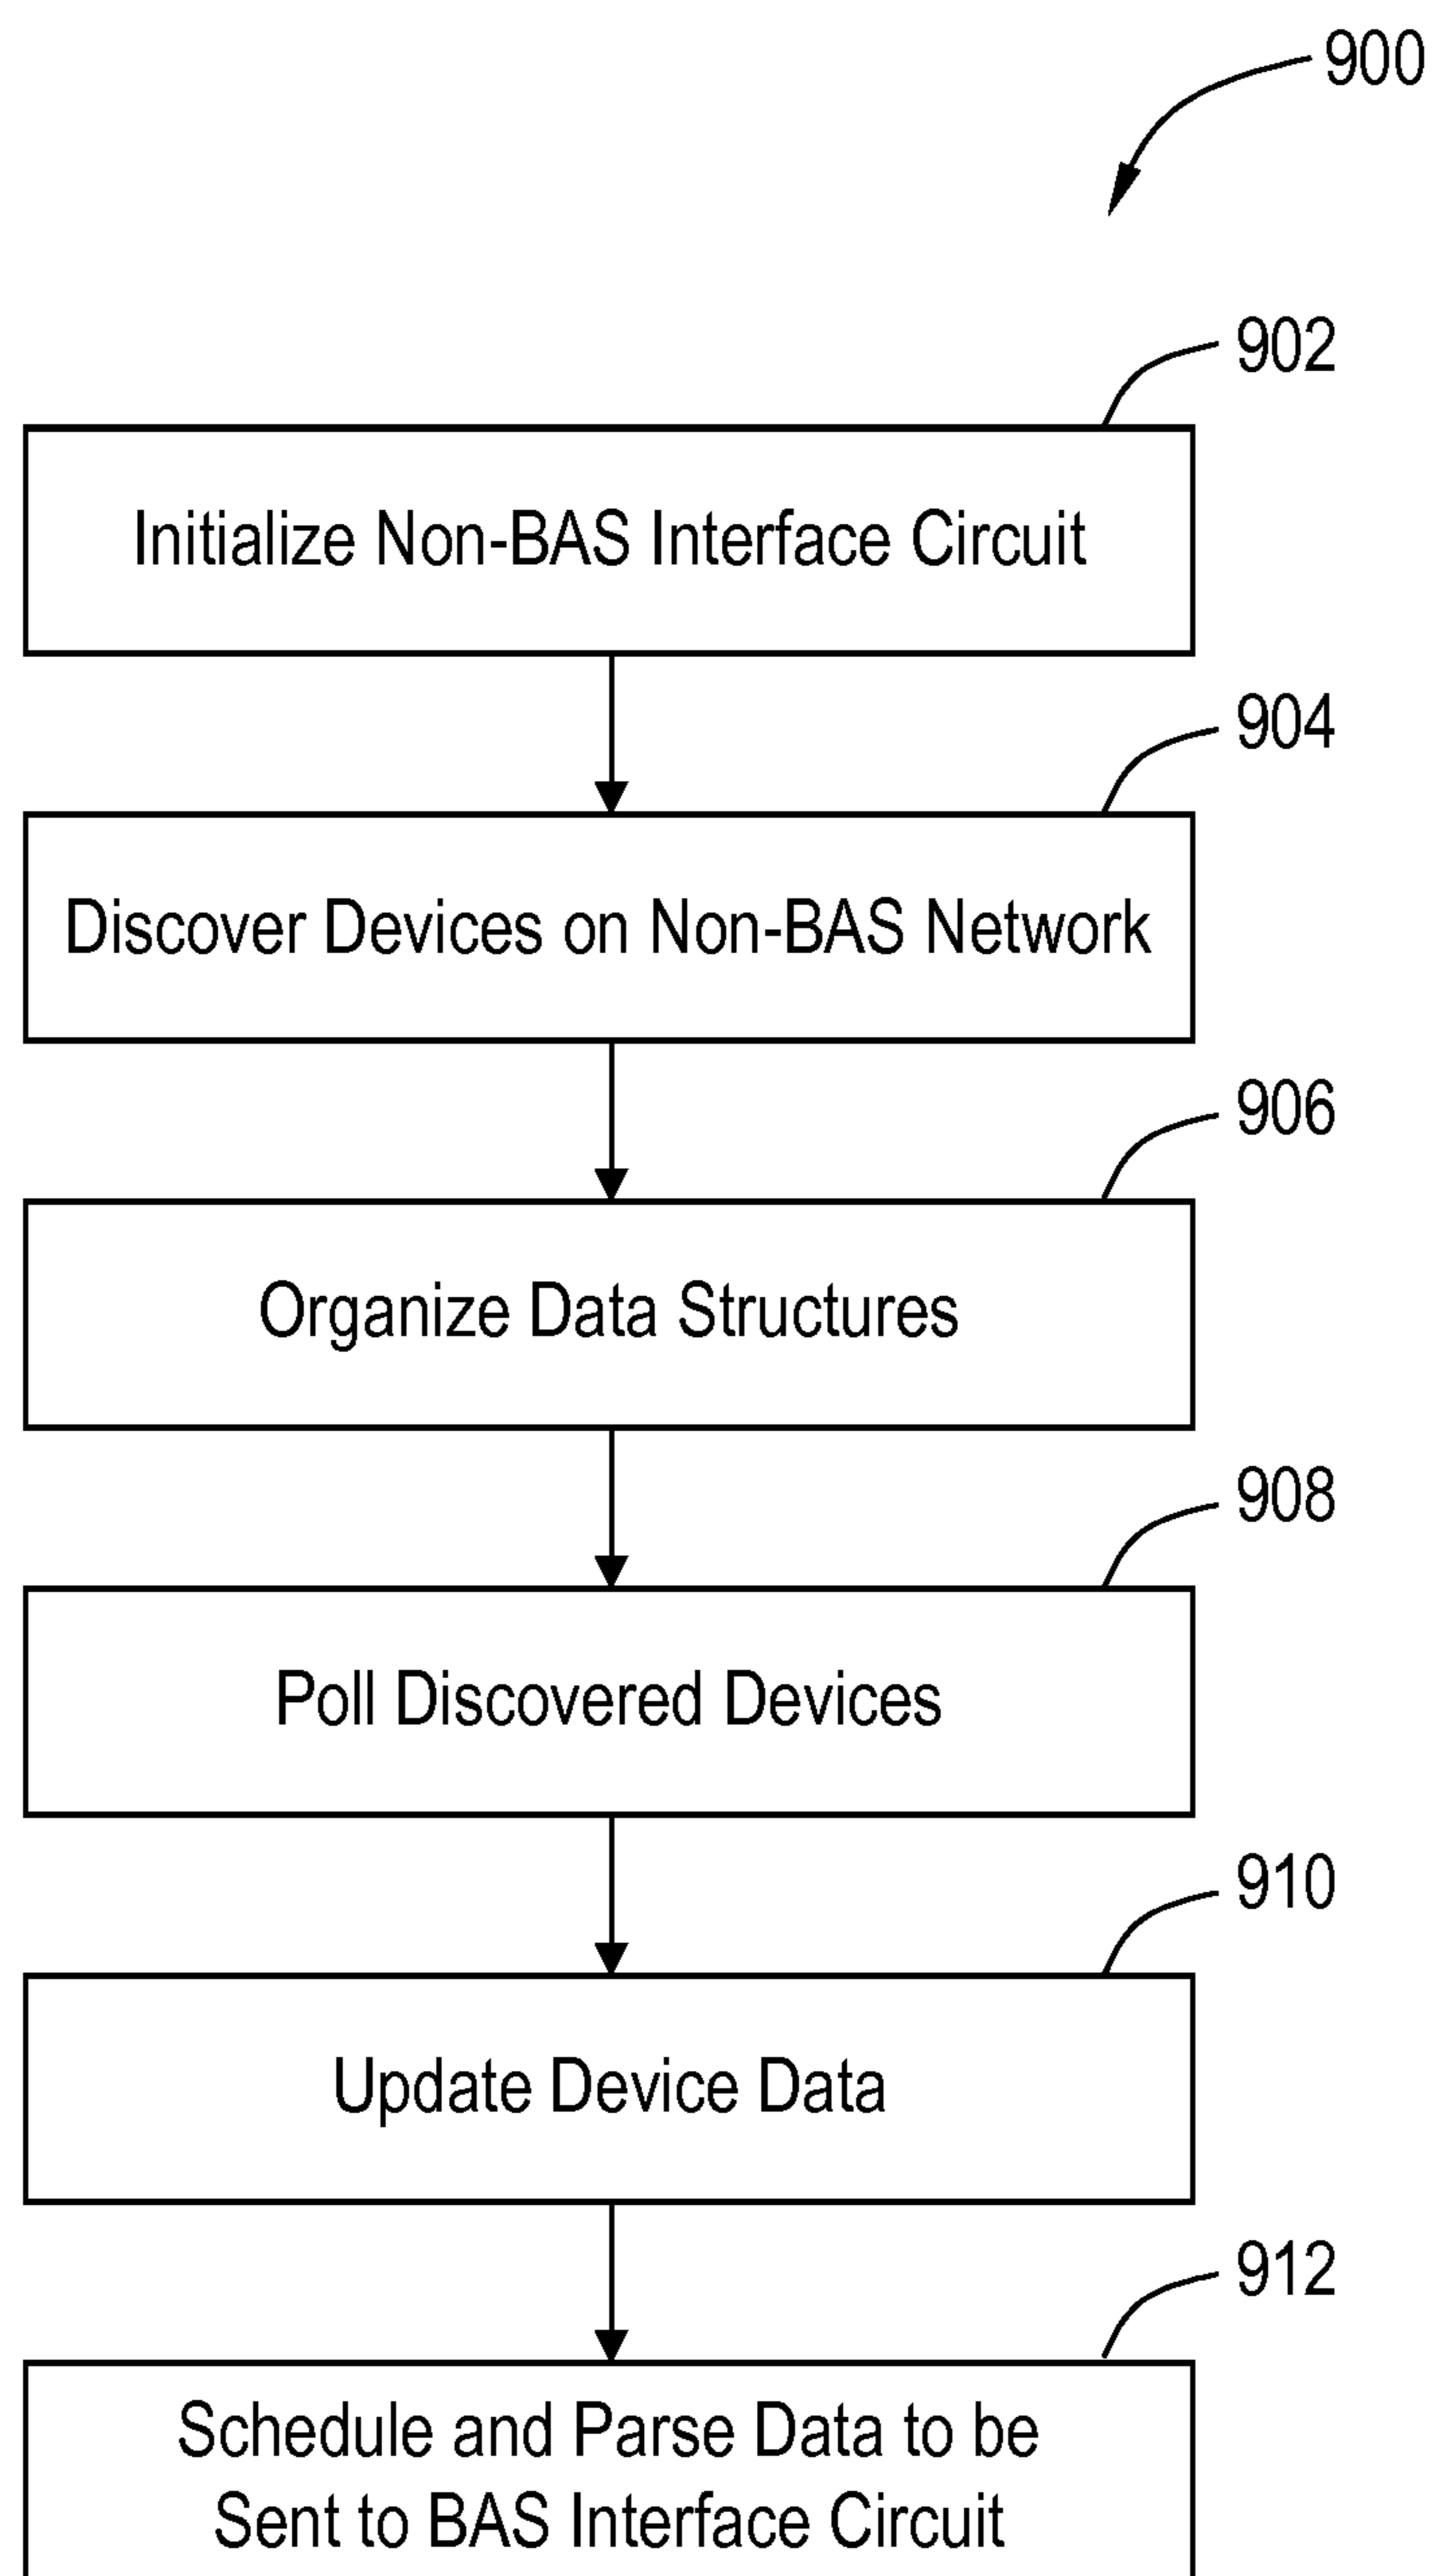 900
902
Initialize Non-BAS Interface Circuit
904
Discover Devices on Non-BAS Network
906
Organize Data Structures
908
Poll Discovered Devices
910
Update Device Data
912
Schedule and Parse Data to be
Sent to BAS Interface Circuit